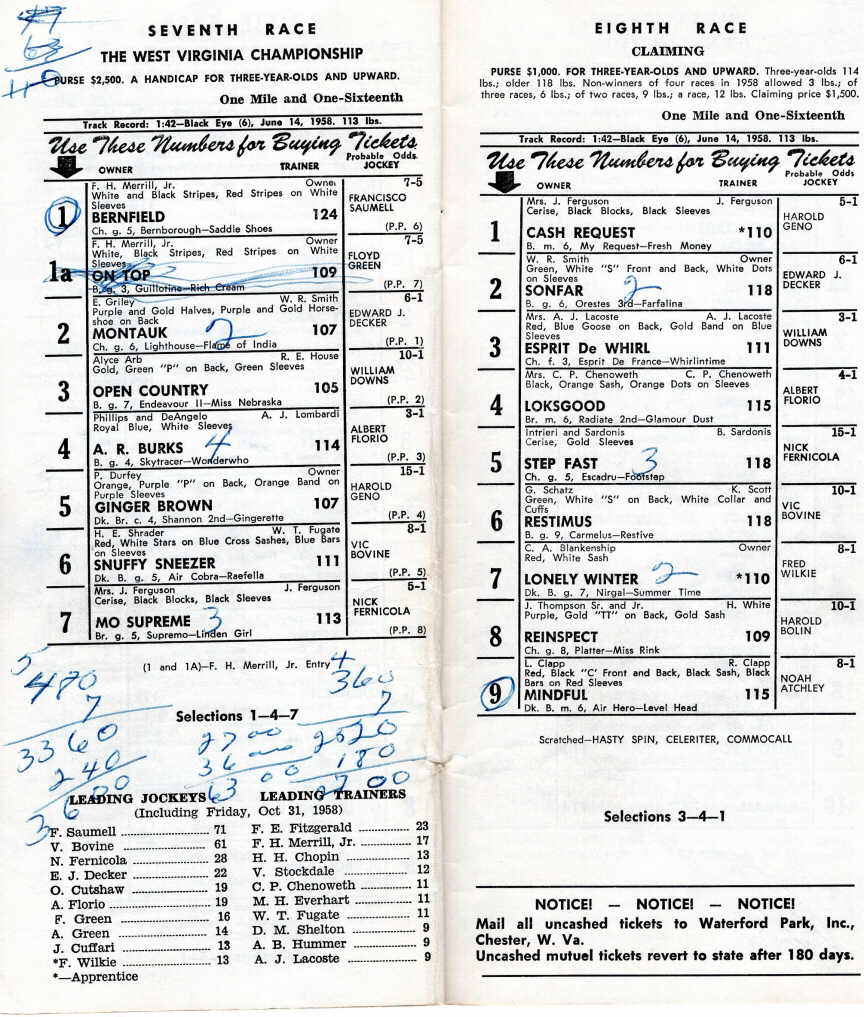 47
63
110
SEVENTH RACE
THE WEST VIRGINIA CHAMPIONSHIP
PURSE $2,500. A HANDICAP FOR THREE-YEAR-OLDS AND UPWARD.
One Mile and One-Sixteenth
Track Record: 1:42—Black Eye (6), June 14, 1958. 113 lbs.
Use These Numbers for Buying Tickets
Probable Odds
OWNER TRAINER JOCKEY
F. H. Merrill, Jr. Owner 7-5
White and Black Stripes, Red Stripes on White Sleeves
1 BERNFIELD 124 FRANCISCO SAUMELL
Ch. g. 5, Bernborough—Saddle Shoes (P.P. 6)
F. H. Merrill, Jr. Owner 7-5
White, Black Stripes, Red Stripes on White Sleeves
1a ON TOP 109 FLOYD GREEN
B. g. 3, Guillotine—Rich Cream (P.P. 7)
E. Griley W. R. Smith 6-1
Purple and Gold Halves, Purple and Gold Horse-
shoe on Back
2 MONTAUK 2 107 EDWARD J. DECKER
Ch. g. 6, Lighthouse—Flame of India (P.P. 1)
Alyce Arb R. E. House 10-1
Gold, Green "P" on Back, Green Sleeves
3 OPEN COUNTRY 105 WILLIAM DOWNS
B. g. 7, Endeavour II—Miss Nebraska (P.P. 2)
Phillips and DeAngelo A. J. Lombardi 3-1
Royal Blue, White Sleeves
4 A. R. BURKS 4 114 ALBERT FLORIO
B. g. 4, Skytracer—Wonderwho (P.P. 3)
P. Durfey Owner 15-1
Orange, Purple "P" on Back, Orange Band on
Purple Sleeves
5 GINGER BROWN 107 HAROLD GENO
Dk. Br. c. 4, Shannon 2nd—Gingerette (P.P. 4)
H. E. Shrader W. T. Fugate 8-1
Red, White Stars on Blue Cross Sashes, Blue Bars
on Sleeves
6 SNUFFY SNEEZER 111 VIC BOVINE
Dk. B. g. 5, Air Cobra—Raefella (P.P. 5)
Mrs. J. Ferguson J. Ferguson 5-1
Cerise, Black Blocks, Black Sleeves
7 MO SUPREME 3 113 NICK FERNICOLA
Br. g. 5, Supremo—Linden Girl (P.P. 8)
(1 and 1A)—F. H. Merrill, Jr. Entry
5
480
7
3360
240
3600
4
360
7
2520
180
2700
2700
3600
6300
Selections 1—4—7
LEADING JOCKEYS LEADING TRAINERS
(Including Friday, Oct 31, 1958)
F. Saumell 71 F. E. Fitzgerald 23
V. Bovine 61 F. H. Merrill, Jr. 17
N. Fernicola 28 H. H. Chopin 13
E. J. Decker 22 V. Stockdale 12
O. Cutshaw 19 C. P. Chenoweth 11
A. Florio 19 M. H. Everhart 11
F. Green 16 W. T. Fugate 11
A. Green 14 D. M. Shelton 9
J. Cuffari 13 A. B. Hummer 9
*F. Wilkie 13 A. J. Lacoste 9
*—Apprentice
EIGHTH RACE
CLAIMING
PURSE $1,000. FOR THREE-YEAR-OLDS AND UPWARD. Three-year-olds 114
lbs.; older 118 lbs. Non-winners of four races in 1958 allowed 3 lbs.; of
three races, 6 lbs.; of two races, 9 lbs.; a race, 12 lbs. Claiming price $1,500.
One Mile and One-Sixteenth
Track Record: 1:42—Black Eye (6), June 14, 1958. 113 lbs.
Use These Numbers for Buying Tickets
Probable Odds
OWNER TRAINER JOCKEY
Mrs. J. Ferguson J. Ferguson 5-1
Cerise, Black Blocks, Black Sleeves
1 CASH REQUEST *110 HAROLD GENO
B. m. 6, My Request—Fresh Money
W. R. Smith Owner 6-1
Green, White "S" Front and Back, White Dots
on Sleeves
2 SONFAR 2 118 EDWARD J. DECKER
B. g. 6, Orestes 3rd—Farfalina
Mrs. A. J. Lacoste A. J. Lacoste 3-1
Red, Blue Goose on Back, Gold Band on Blue
Sleeves
3 ESPRIT De WHIRL 111 WILLIAM DOWNS
Ch. f. 3, Esprit De France—Whirlintime
Mrs. C. P. Chenoweth C. P. Chenoweth 4-1
Black, Orange Sash, Orange Dots on Sleeves
4 LOKSGOOD 115 ALBERT FLORIO
Br. m. 6, Radiate 2nd—Glamour Dust
Intrieri and Sardonis B. Sardonis 15-1
Cerise, Gold Sleeves
5 STEP FAST 3 118 NICK FERNICOLA
Ch. g. 5, Escadru—Footstep
G. Schatz K. Scott 10-1
Green, White "S" on Back, White Collar and
Cuffs
6 RESTIMUS 118 VIC BOVINE
B. g. 9, Carmelus—Restive
C. A. Blankenship Owner 8-1
Red, White Sash
7 LONELY WINTER 2 *110 FRED WILKIE
Dk. B. g. 7, Nirgal—Summer Time
J. Thompson Sr. and Jr. H. White 10-1
Purple, Gold "TT" on Back, Gold Sash
8 REINSPECT 109 HAROLD BOLIN
Ch. g. 8, Platter—Miss Rink
L. Clapp R. Clapp 8-1
Red, Black "C' Front and Back, Black Sash, Black
Bars on Red Sleeves
9 MINDFUL 115 NOAH ATCHLEY
Dk. B. m. 6, Air Hero—Level Head
Scratched—HASTY SPIN, CELERITER, COMMOCALL
Selections 3—4—1
NOTICE! — NOTICE! — NOTICE!
Mail all uncashed tickets to Waterford Park, Inc.,
Chester, W. Va.
Uncashed mutuel tickets revert to state after 180 days.